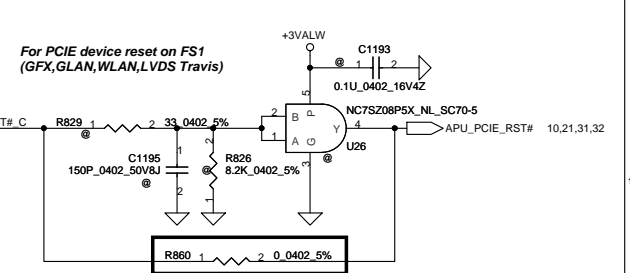 +3VALW
For PCIE device reset on FS1
(GFX,GLAN,WLAN,LVDS Travis)
C1193
@ 1 2
0.1U_0402_16V4Z
5
NC7SZ08P5X_NL_SC70-5
P
T#_C R829 1 2 33_0402_5% 2 B
@
Y 4 APU_PCIE_RST# 10,21,31,32
1 A G
U26
@
3
C1195
1
150P_0402_50V8J
@
2
2
R826
@ 8.2K_0402_5%
1
R860 1 2 0_0402_5%